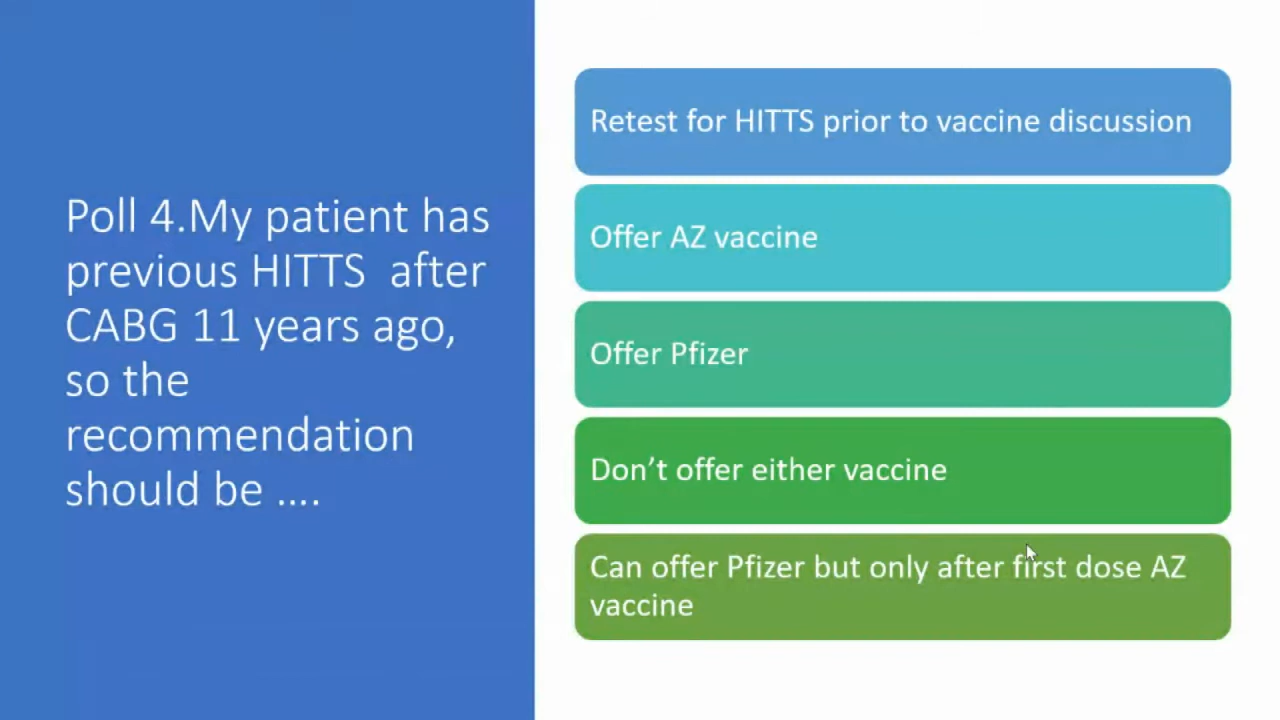 Poll 4.My patient has
previous HITTS  after
CABG 11 years ago,
so the
recommendation
should be ....
Retest for HITTS prior to vaccine discussion
Offer AZ vaccine
Offer Pfizer
Don’t offer either vaccine
Can offer Pfizer but only after first dose AZ
vaccine